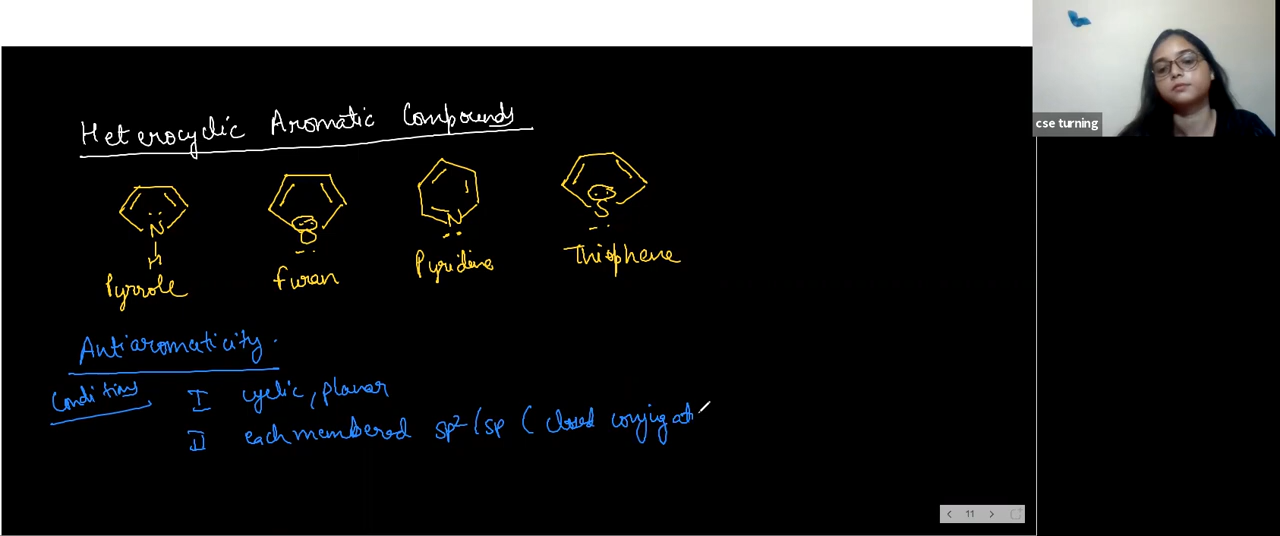 Heterocyclic Aromatic Compounds
N
H
Pyrrole
O
furan
N
Pyridine
S
Thiophene
Antiaromaticity.
Conditions
I cyclic, planar
II each membered sp²/sp (closed conjugat
cse turning
11